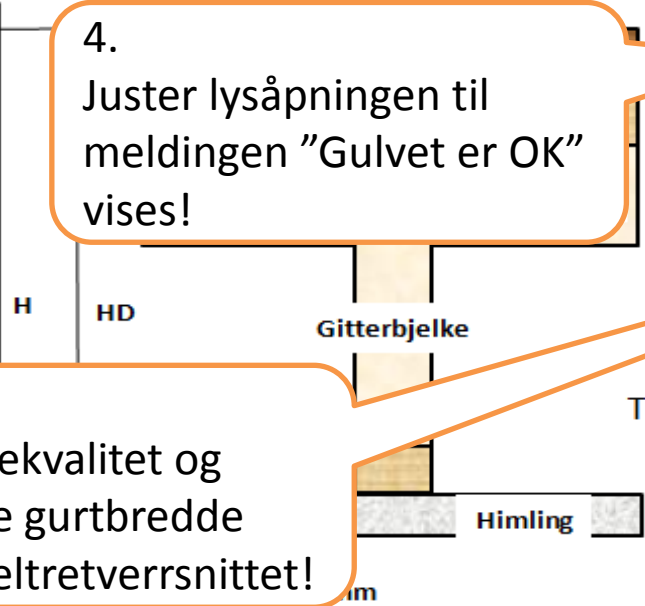 4.
Juster lysåpningen til
meldingen ”Gulvet er OK”
vises!
H
HD
Gitterbjelke
T
ekvalitet og
e gurtbredde
eltretverrsnittet!
Himling